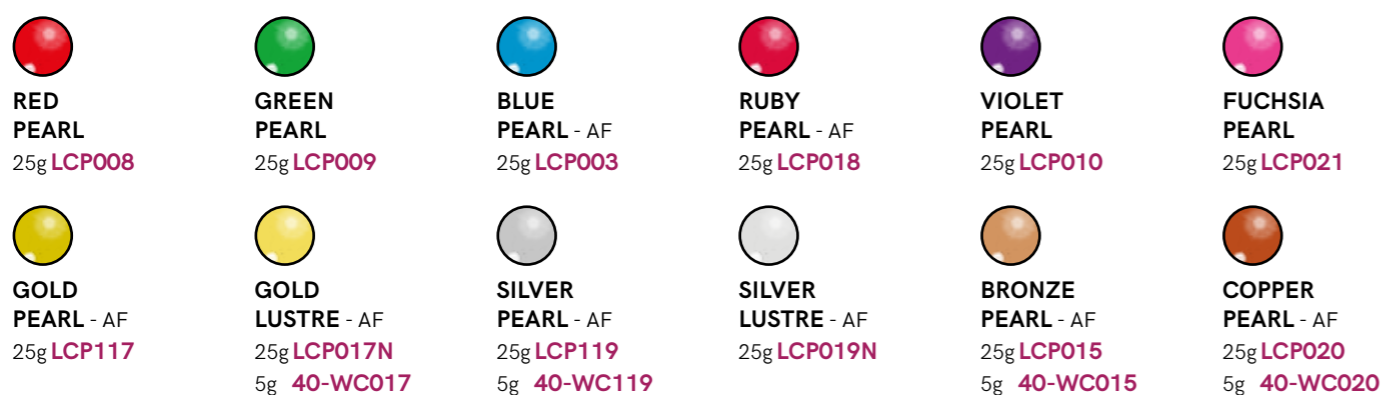 RED
PEARL
25g LCP008
GREEN
PEARL
25g LCP009
BLUE
PEARL - AF
25g LCP003
RUBY
PEARL - AF
25g LCP018
VIOLET
PEARL
25g LCP010
FUCHSIA
PEARL
25g LCP021
GOLD
PEARL - AF
25g LCP117
GOLD
LUSTRE - AF
25g LCP017N
5g 40-WC017
SILVER
PEARL - AF
25g LCP119
5g 40-WC119
SILVER
LUSTRE - AF
25g LCP019N
BRONZE
PEARL - AF
25g LCP015
5g 40-WC015
COPPER
PEARL - AF
25g LCP020
5g 40-WC020